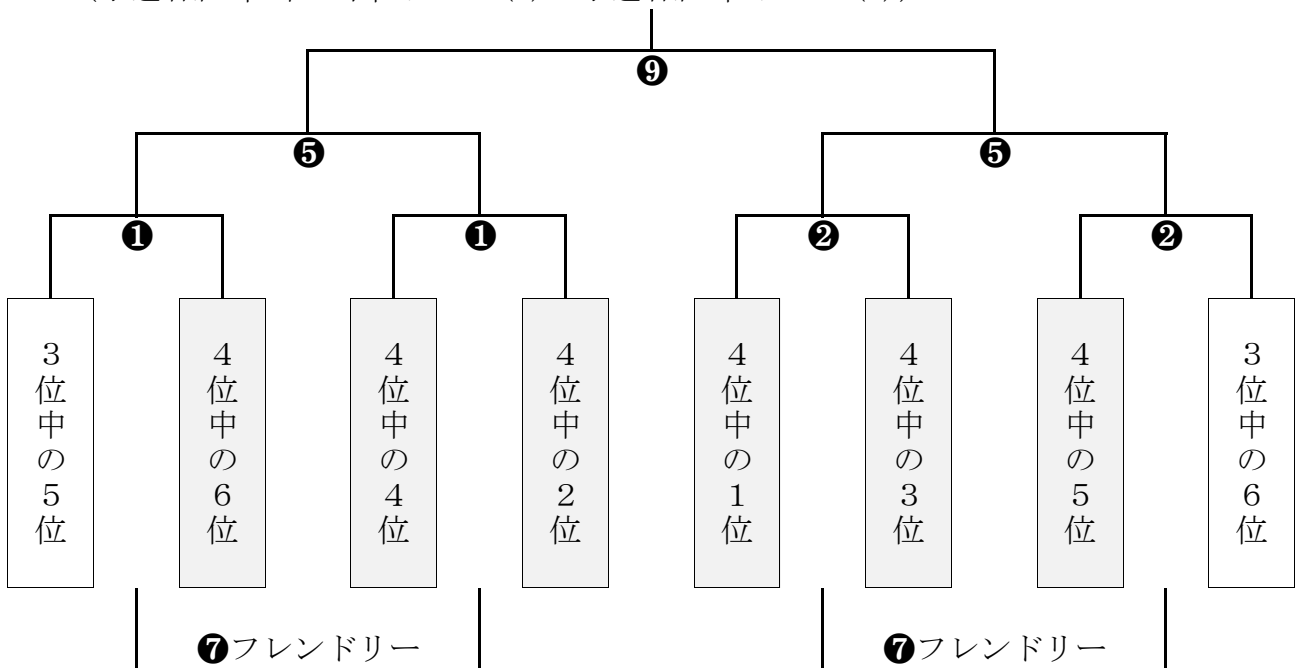 ❾
❺ ❺
❶ ❶ ❷ ❷
3位中の5位
4位中の6位
4位中の4位
4位中の2位
4位中の1位
4位中の3位
4位中の5位
3位中の6位
❼フレンドリー ❼フレンドリー